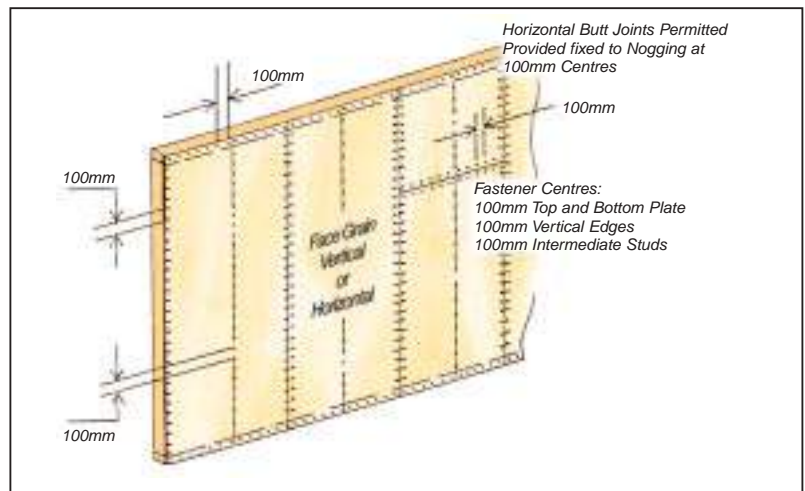 Horizontal Butt Joints Permitted
Provided fixed to Nogging at
100mm Centres
100mm
100mm
100mm
Fastener Centres:
100mm Top and Bottom Plate
100mm Vertical Edges
100mm Intermediate Studs
Face Grain
Vertical
or
Horizontal
100mm